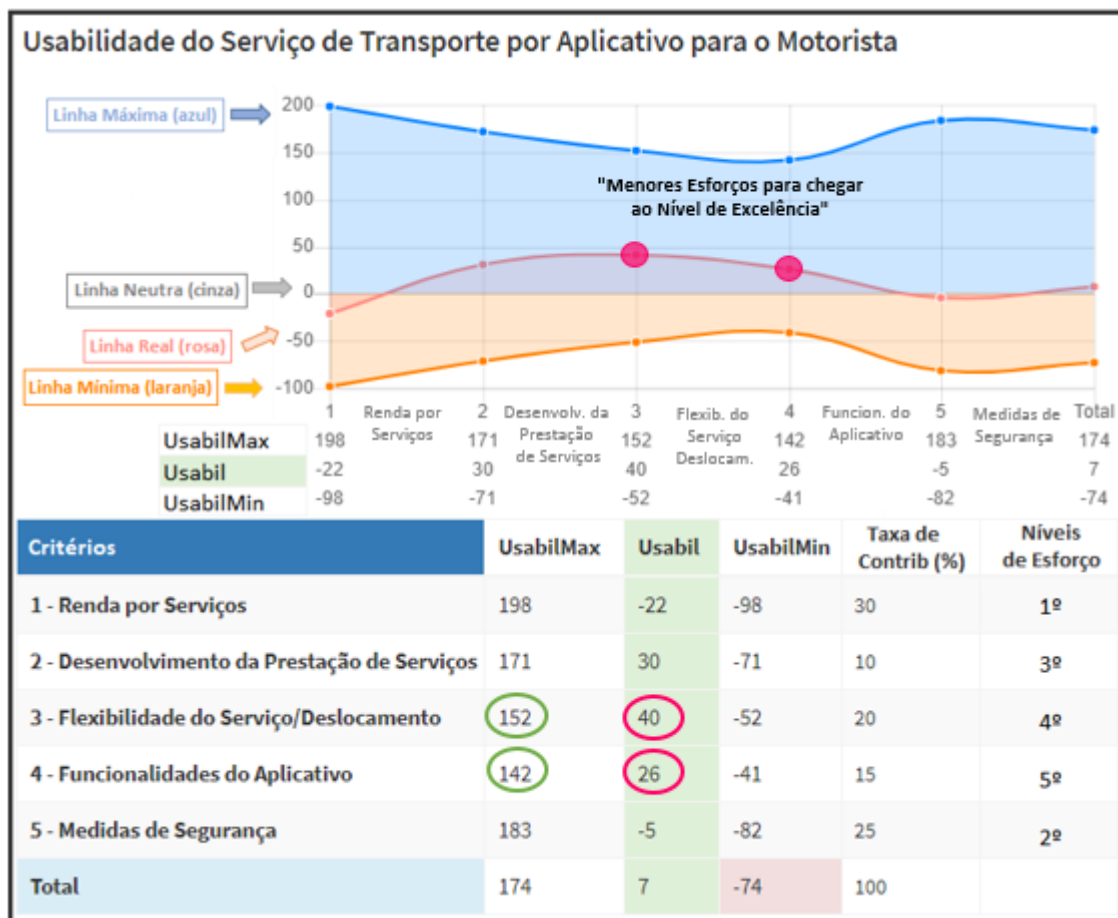 Usabilidade do Serviço de Transporte por Aplicativo para o Motorista
Linha Máxima (azul)
200
150
"Menores Esforços para chegar
ao Nível de Excelência"
100
50
Linha Neutra (cinza)
0
Linha Real (rosa)
-50
Linha Mínima (laranja)
-100
1 Renda por Serviços 2 Desenvolv. da Prestação de Serviços 3 Flexib. do Serviço Deslocam. 4 Funcion. do Aplicativo 5 Medidas de Segurança Total
UsabilMax 198 171 152 142 183 174
Usabil -22 30 40 26 -5 7
UsabilMin -98 -71 -52 -41 -82 -74
Critérios UsabilMax Usabil UsabilMin Taxa de Contrib (%) Níveis de Esforço
1 - Renda por Serviços 198 -22 -98 30 1º
2 - Desenvolvimento da Prestação de Serviços 171 30 -71 10 3º
3 - Flexibilidade do Serviço/Deslocamento 152 40 -52 20 4º
4 - Funcionalidades do Aplicativo 142 26 -41 15 5º
5 - Medidas de Segurança 183 -5 -82 25 2º
Total 174 7 -74 100